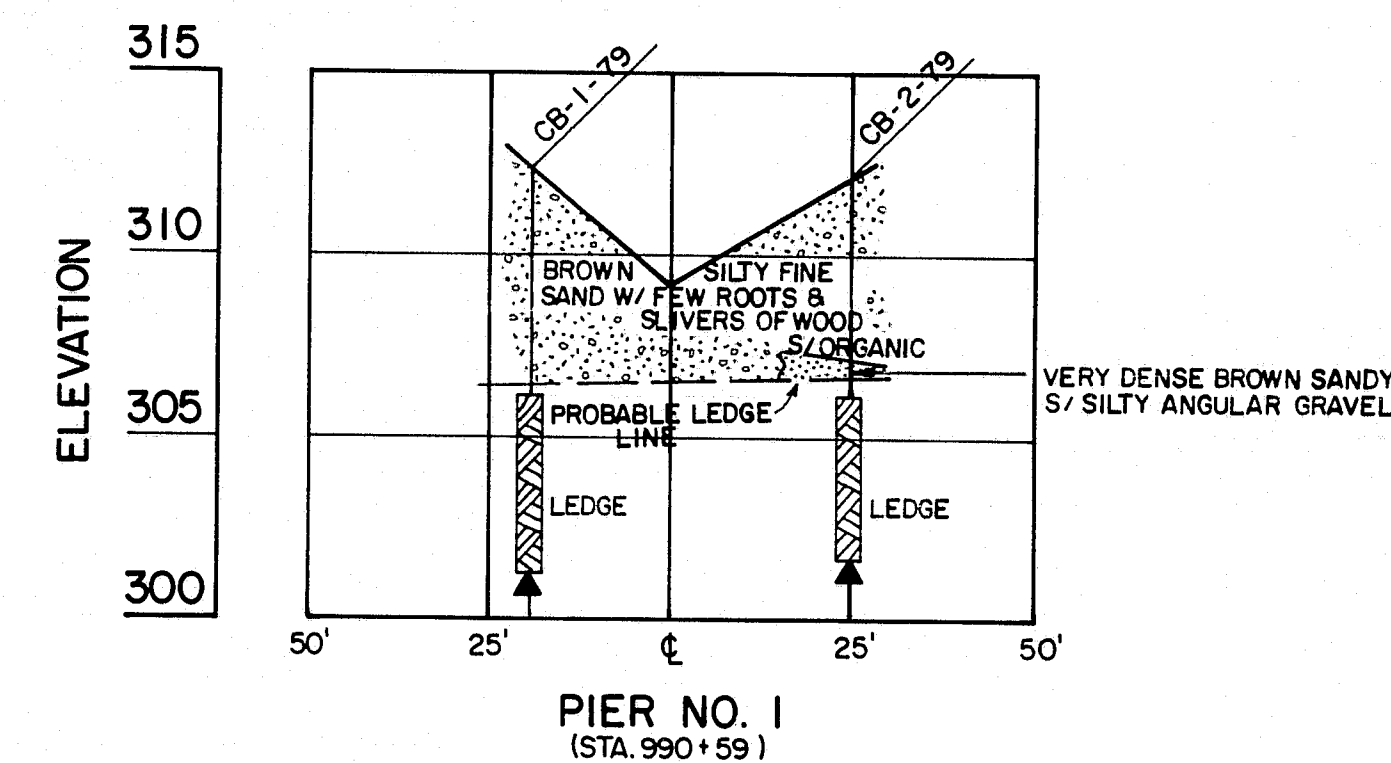 315
310
305
300
ELEVATION
CB-1-79
CB-2-79
BROWN SILTY FINE
SAND W/ FEW ROOTS &
SLIVERS OF WOOD
S/ORGANIC
VERY DENSE BROWN SANDY
S/ SILTY ANGULAR GRAVEL
PROBABLE LEDGE
LINE
LEDGE
LEDGE
50' 25' ℄ 25' 50'
PIER NO. 1
(STA. 990+59)